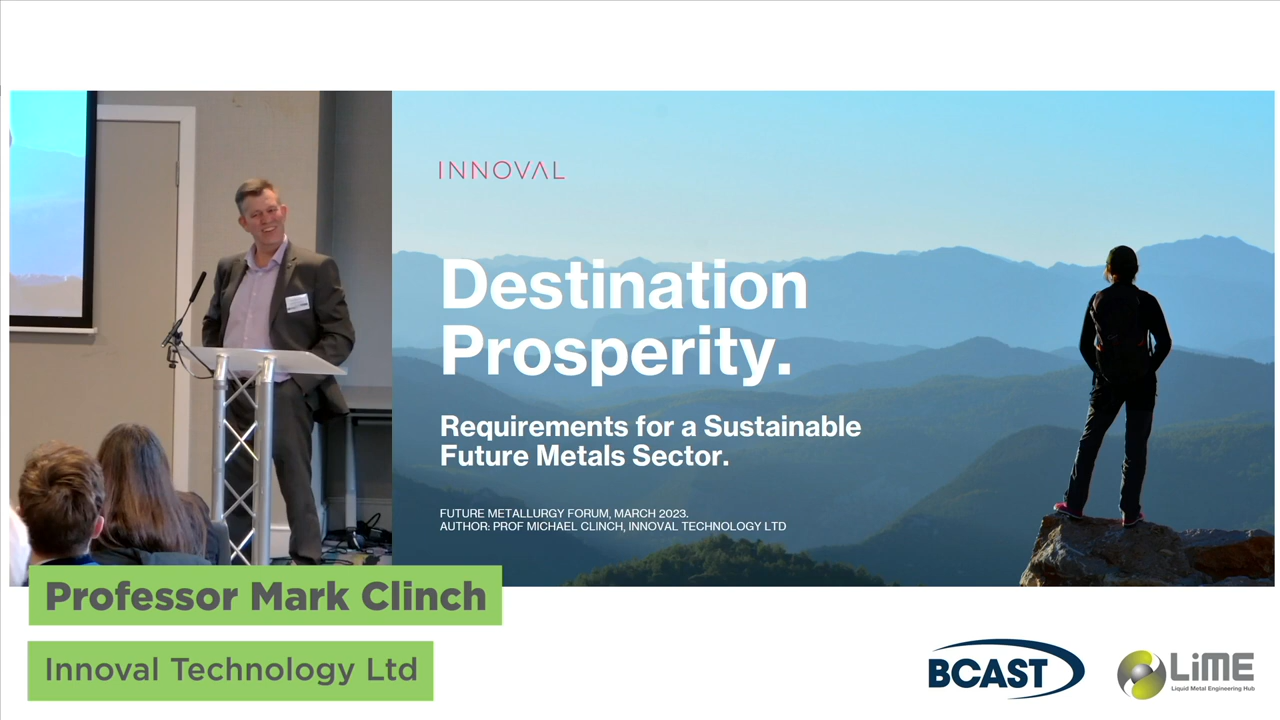 INNOVAL
Destination
Prosperity.
Requirements for a Sustainable
Future Metals Sector.
FUTURE METALLURGY FORUM, MARCH 2023.
AUTHOR: PROF MICHAEL CLINCH, INNOVAL TECHNOLOGY LTD
Professor Mark Clinch
Innoval Technology Ltd
BCAST
LiME
Liquid Metal Engineering Hub